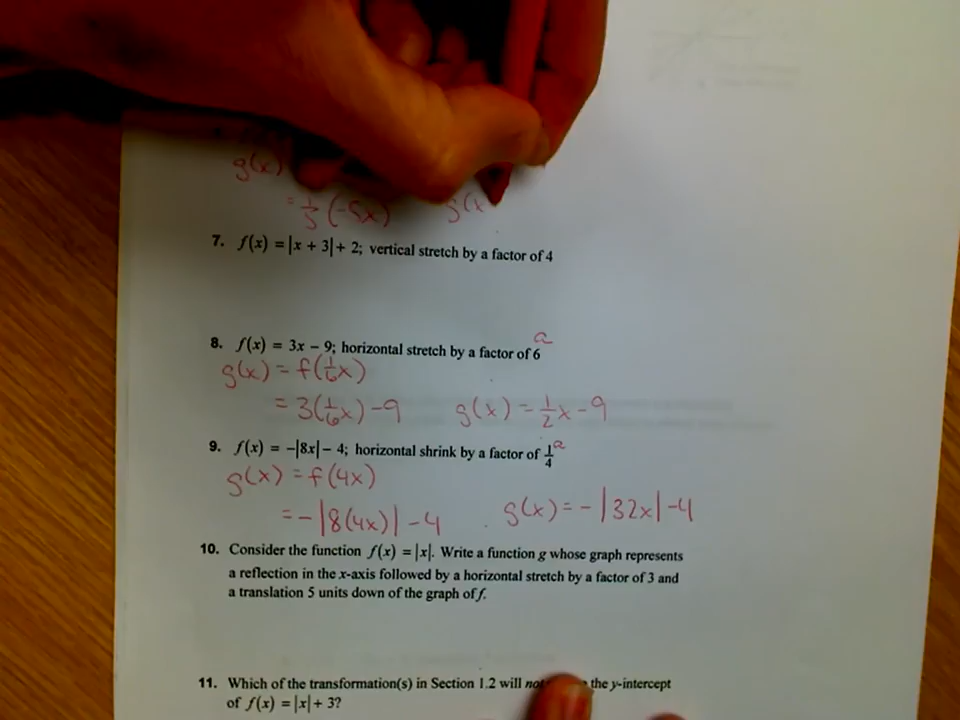 g(x)
= 1/5 (-5x) g(x
7. f(x) = |x + 3| + 2; vertical stretch by a factor of 4
8. f(x) = 3x − 9; horizontal stretch by a factor of 6 a
g(x) = f(1/6 x)
= 3(1/6 x) - 9 g(x) = 1/2 x - 9
9. f(x) = −|8x| − 4; horizontal shrink by a factor of 1/4 a
g(x) = f(4x)
= -|8(4x)| - 4 g(x) = -|32x| - 4
10. Consider the function f(x) = |x|. Write a function g whose graph represents
a reflection in the x-axis followed by a horizontal stretch by a factor of 3 and
a translation 5 units down of the graph of f.
11. Which of the transformation(s) in Section 1.2 will not the y-intercept
of f(x) = |x| + 3?